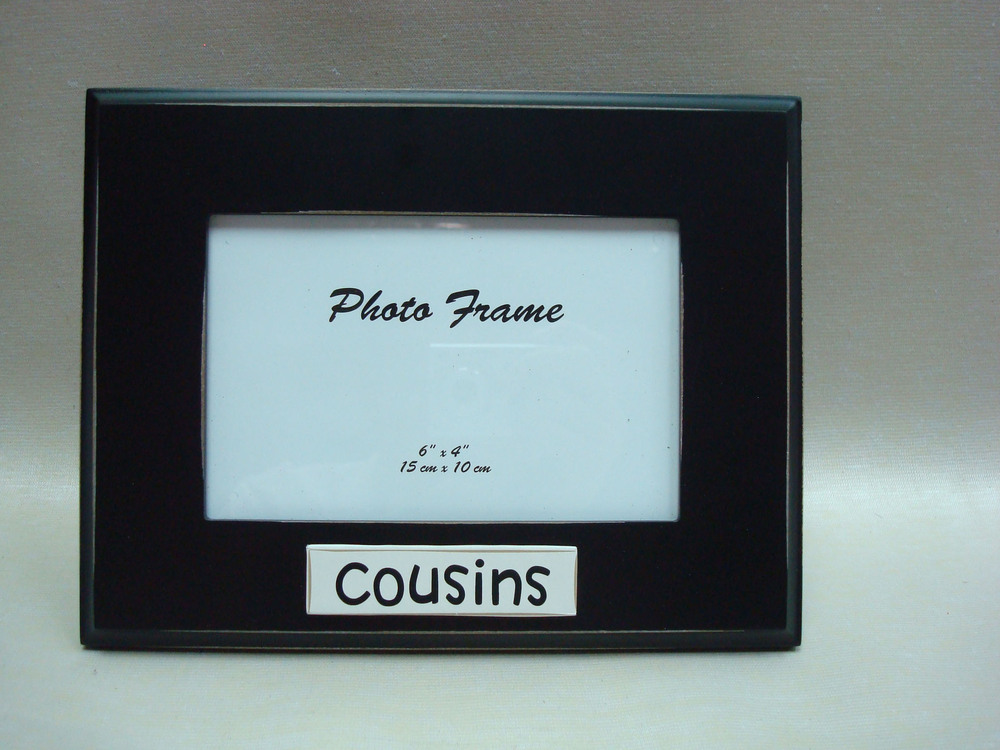 Photo Frame
6" x 4"
15 cm x 10 cm
Cousins